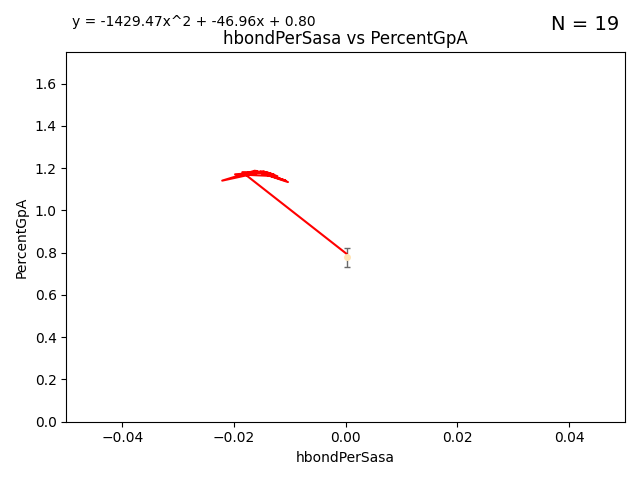 y = -1429.47x^2 + -46.96x + 0.80
N = 19
hbondPerSasa vs PercentGpA
1.6
1.4
1.2
1.0
0.8
0.6
0.4
0.2
0.0
PercentGpA
−0.04 −0.02 0.00 0.02 0.04
hbondPerSasa